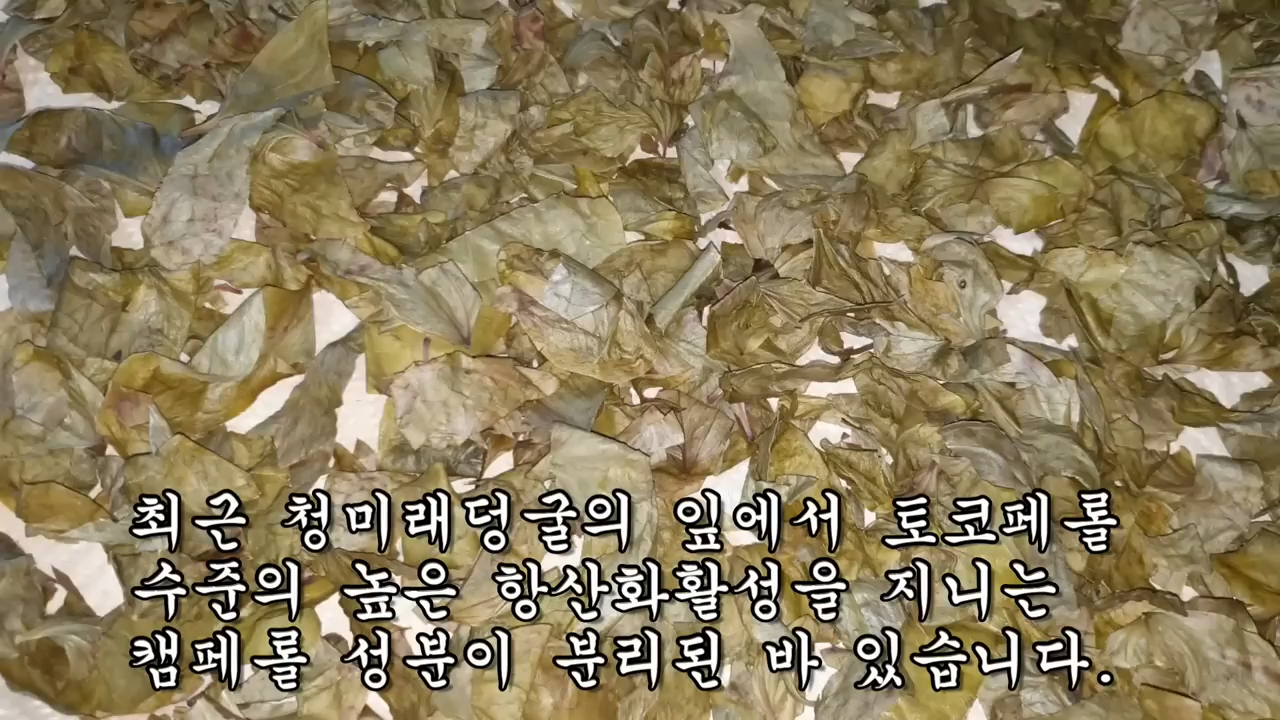 최근 청미래덩굴의 잎에서 토코페롤
수준의 높은 항산화활성을 지니는
캠페롤 성분이 분리된 바 있습니다.